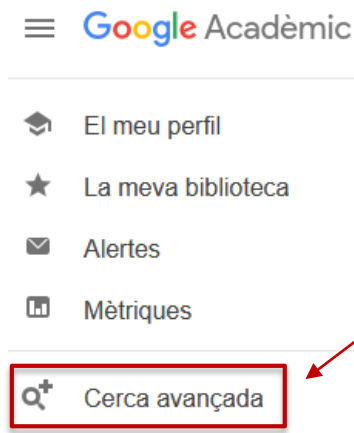 Google Acadèmic
El meu perfil
La meva biblioteca
Alertes
Mètriques
Cerca avançada